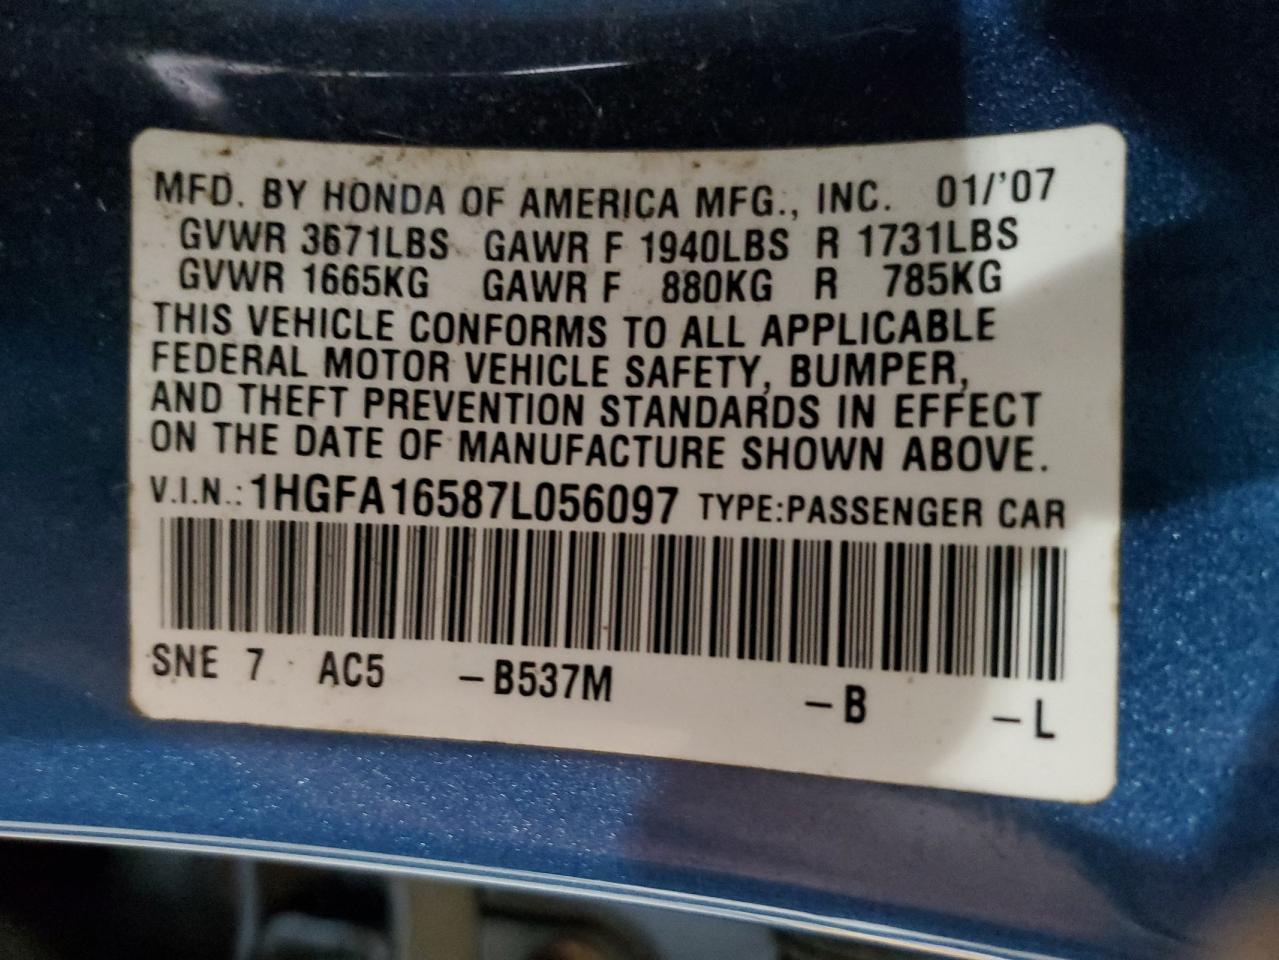 MFD. BY HONDA OF AMERICA MFG., INC. 01/'07
GVWR 3671LBS GAWR F 1940LBS R 1731LBS
GVWR 1665KG GAWR F 880KG R 785KG
THIS VEHICLE CONFORMS TO ALL APPLICABLE
FEDERAL MOTOR VEHICLE SAFETY, BUMPER,
AND THEFT PREVENTION STANDARDS IN EFFECT
ON THE DATE OF MANUFACTURE SHOWN ABOVE.
V.I.N.: 1HGFA16587L056097 TYPE:PASSENGER CAR
SNE 7 AC5 -B537M -B -L